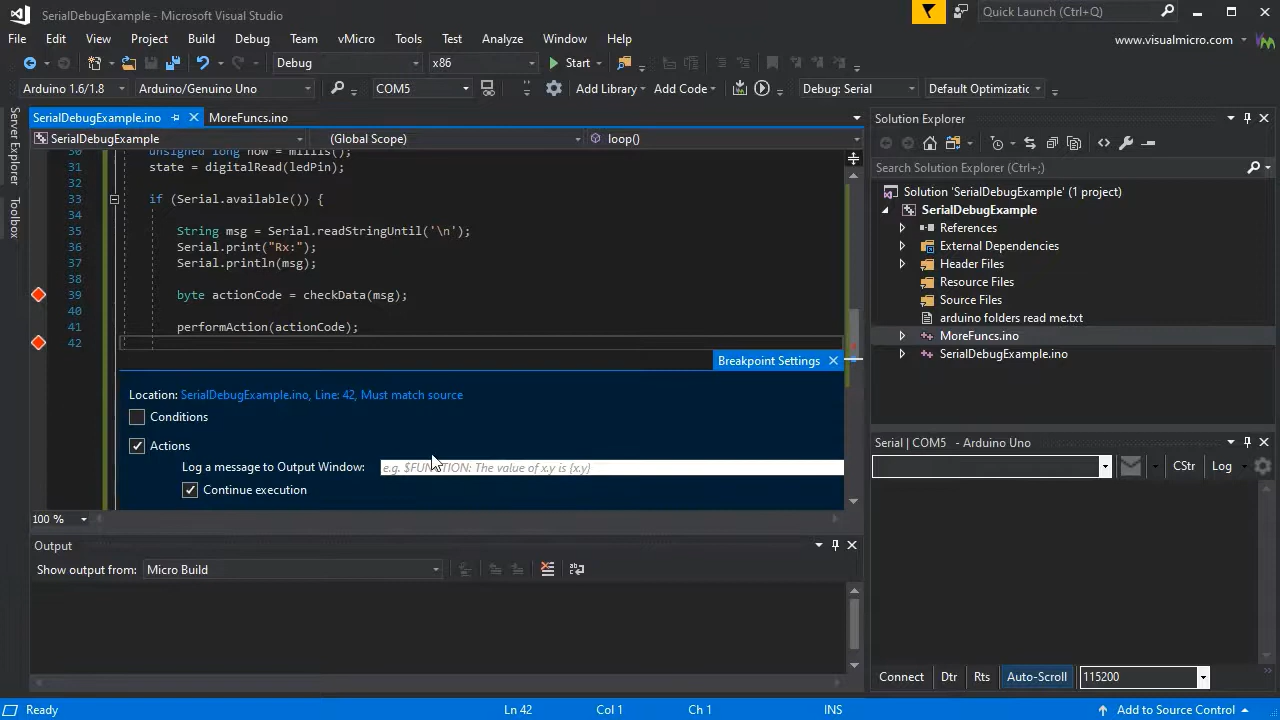 SerialDebugExample - Microsoft Visual Studio
Quick Launch (Ctrl+Q)
File Edit View Project Build Debug Team vMicro Tools Test Analyze Window Help
www.visualmicro.com
Debug x86 Start
Arduino 1.6/1.8 Arduino/Genuino Uno COM5 Add Library Add Code Debug: Serial Default Optimizatic
Server Explorer
Toolbox
SerialDebugExample.ino MoreFuncs.ino
SerialDebugExample (Global Scope) loop()
30 unsigned long now = millis();
31 state = digitalRead(ledPin);
32
33 if (Serial.available()) {
34
35 String msg = Serial.readStringUntil('\n');
36 Serial.print("Rx:");
37 Serial.println(msg);
38
39 byte actionCode = checkData(msg);
40
41 performAction(actionCode);
42
Breakpoint Settings
Location: SerialDebugExample.ino, Line: 42, Must match source
Conditions
Actions
Log a message to Output Window: e.g. $FUNCTION: The value of x.y is {x.y}
Continue execution
100 %
Output
Show output from: Micro Build
Solution Explorer
Search Solution Explorer (Ctrl+;)
Solution 'SerialDebugExample' (1 project)
SerialDebugExample
References
External Dependencies
Header Files
Resource Files
Source Files
arduino folders read me.txt
MoreFuncs.ino
SerialDebugExample.ino
Serial | COM5 - Arduino Uno
CStr Log
Connect Dtr Rts Auto-Scroll 115200
Ready Ln 42 Col 1 Ch 1 INS Add to Source Control